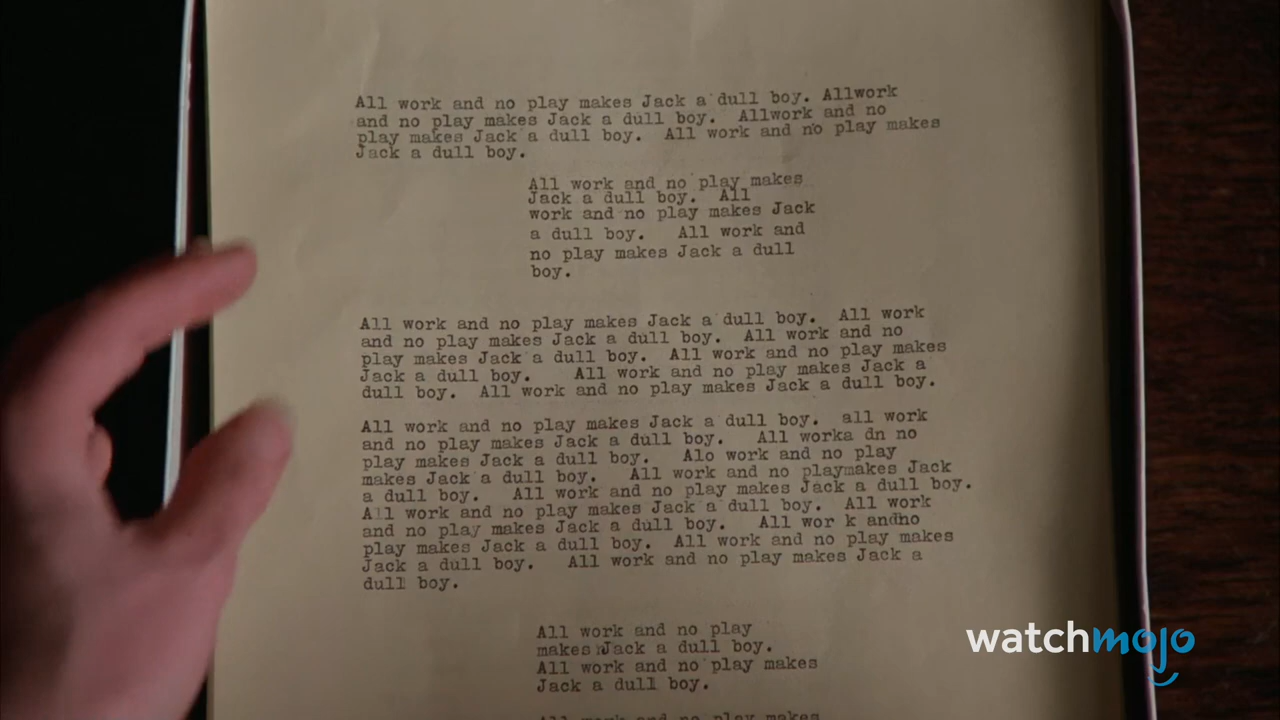 All work and no play makes Jack a dull boy. Allwork
and no play makes Jack a dull boy. Allwork and no
play makes Jack a dull boy. All work and no play makes
Jack a dull boy.
All work and no play makes
Jack a dull boy. All
work and no play makes Jack
a dull boy. All work and
no play makes Jack a dull
boy.
All work and no play makes Jack a dull boy. All work
and no play makes Jack a dull boy. All work and no
play makes Jack a dull boy. All work and no play makes
Jack a dull boy. All work and no play makes Jack a
dull boy. All work and no play makes Jack a dull boy.
All work and no play makes Jack a dull boy. all work
and no play makes Jack a dull boy. All worka dn no
play makes Jack a dull boy. Alo work and no play
makes Jack a dull boy. All work and no playmakes Jack
a dull boy. All work and no play makes Jack a dull boy.
All work and no play makes Jack a dull boy. All work
and no play makes Jack a dull boy. All wor k andno
play makes Jack a dull boy. All work and no play makes
Jack a dull boy. All work and no play makes Jack a
dull boy.
All work and no play
makes Jack a dull boy.
All work and no play makes
Jack a dull boy.
All work and no play makes
watchmojo